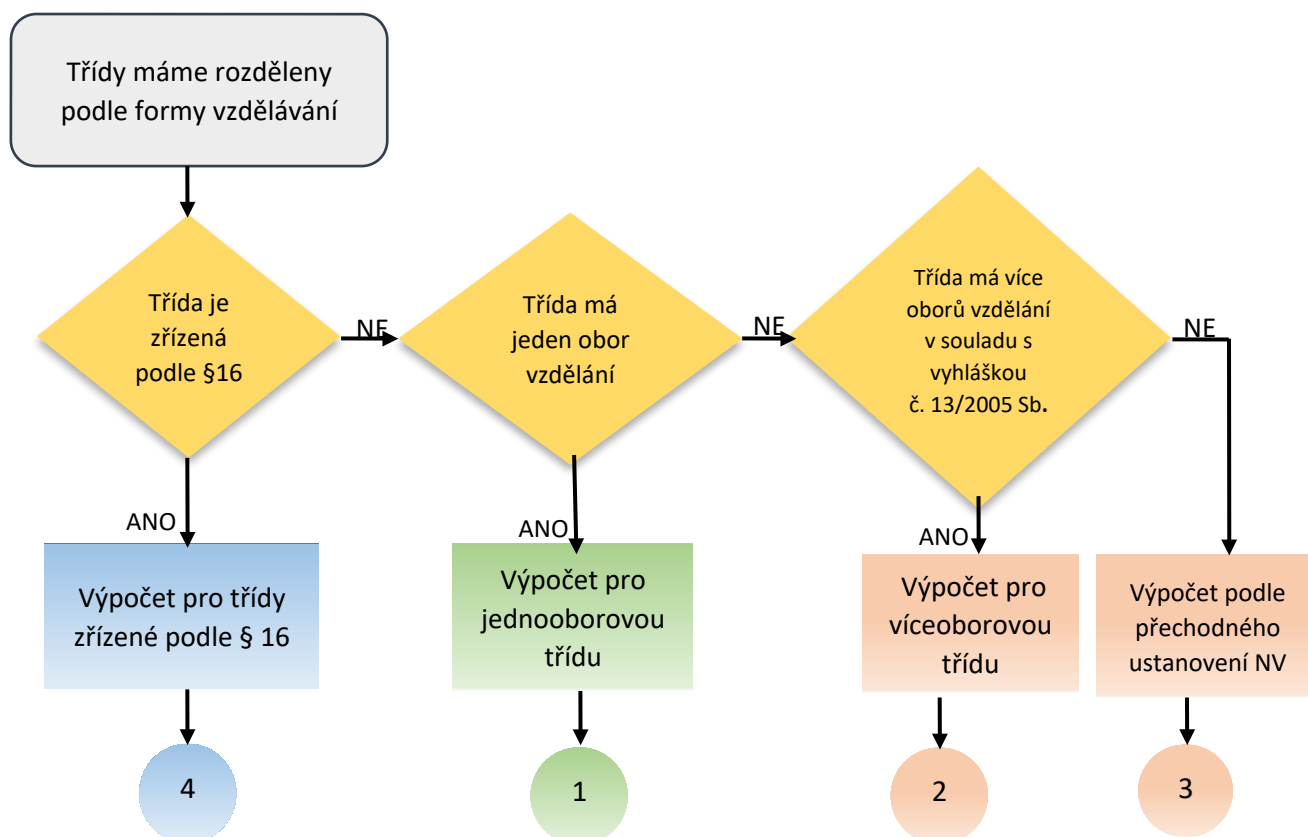 Třídy máme rozděleny
podle formy vzdělávání
Třída je
zřízená
podle §16
NE
Třída má
jeden obor
vzdělání
NE
Třída má více
oborů vzdělání
v souladu s
vyhláškou
č. 13/2005 Sb.
NE
ANO
ANO
ANO
Výpočet pro třídy
zřízené podle § 16
Výpočet pro
jednooborovou
třídu
Výpočet pro
víceoborovou
třídu
Výpočet podle
přechodného
ustanovení NV
4
1
2
3